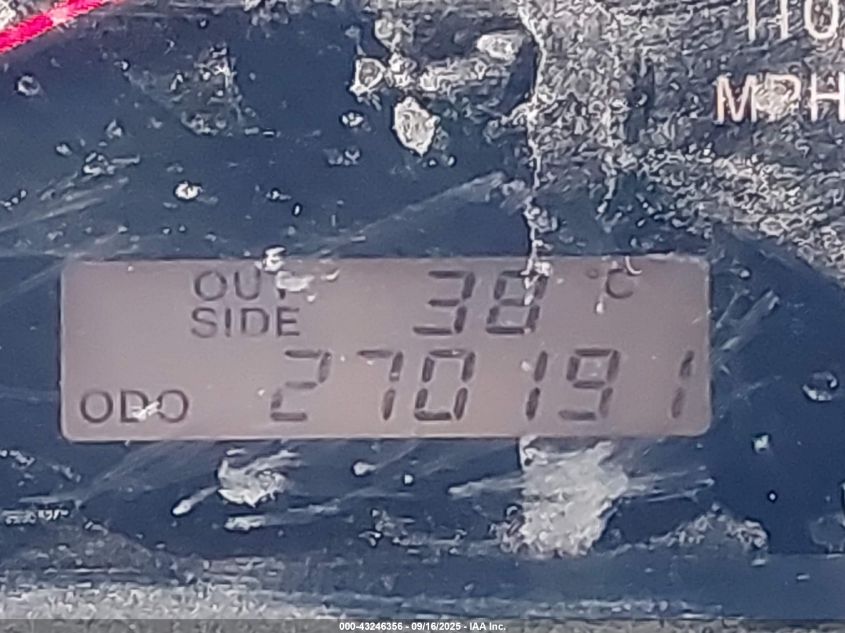 110
MPH
OUT 38 °C
SIDE
ODO 270191
000-43246356 - 09/16/2025 - IAA Inc.